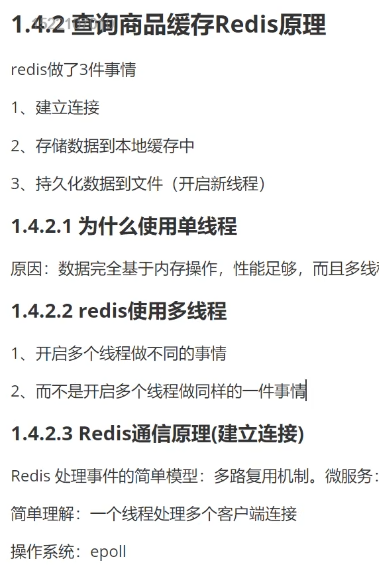 1.4.2 查询商品缓存Redis原理
redis做了3件事情
1、建立连接
2、存储数据到本地缓存中
3、持久化数据到文件（开启新线程）
1.4.2.1 为什么使用单线程
原因：数据完全基于内存操作，性能足够，而且多线
1.4.2.2 redis使用多线程
1、开启多个线程做不同的事情
2、而不是开启多个线程做同样的一件事情
1.4.2.3 Redis通信原理(建立连接)
Redis 处理事件的简单模型：多路复用机制。微服务：
简单理解：一个线程处理多个客户端连接
操作系统：epoll